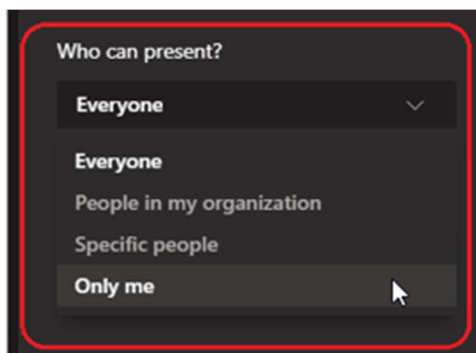 Who can present?
Everyone
Everyone
People in my organization
Specific people
Only me